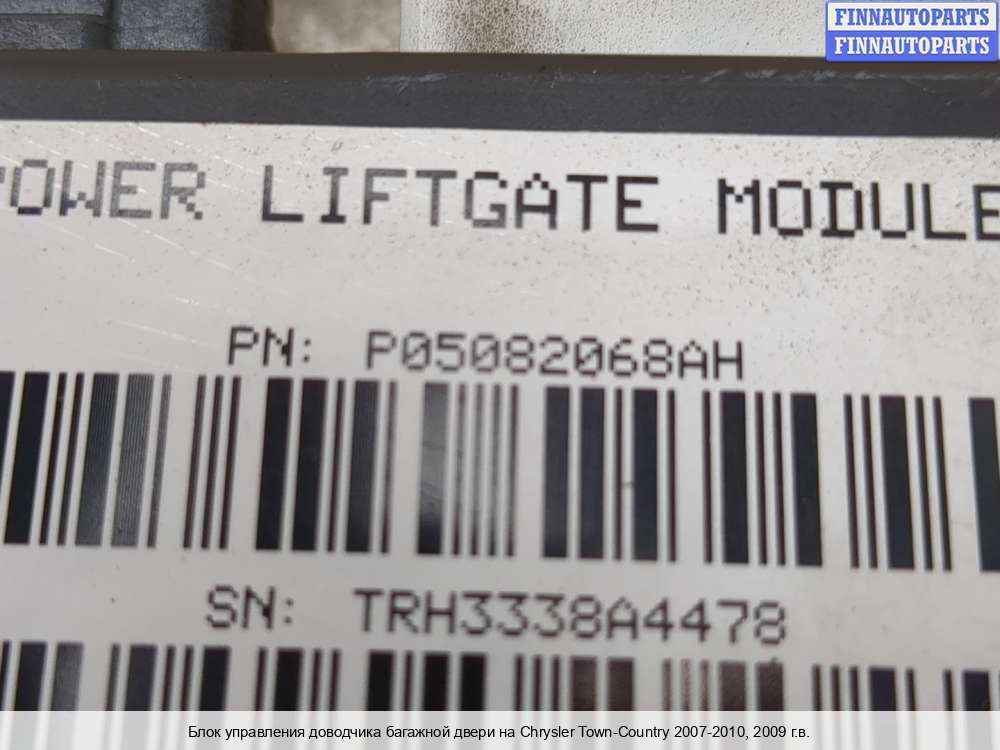 FINNAUTOPARTS
FINNAUTOPARTS
POWER LIFTGATE MODULE
PN: P05082068AH
SN: TRH3338A4478
Блок управления доводчика багажной двери на Chrysler Town-Country 2007-2010, 2009 г.в.